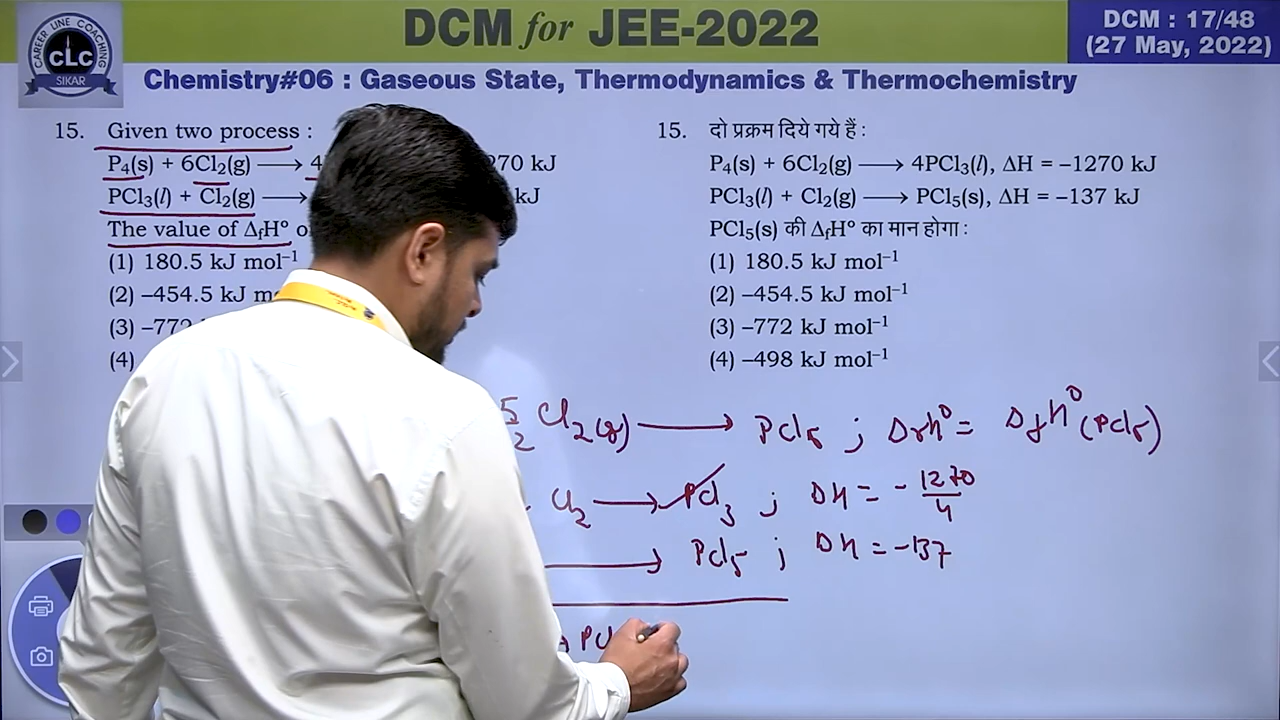 DCM for JEE-2022
DCM : 17/48
(27 May, 2022)
CAREER LINE COACHING
CLC
SIKAR
Chemistry#06 : Gaseous State, Thermodynamics & Thermochemistry
15. Given two process :
P₄(s) + 6Cl₂(g) ⟶ 4 270 kJ
PCl₃(l) + Cl₂(g) ⟶ kJ
The value of ΔfH°
(1) 180.5 kJ mol⁻¹
(2) –454.5 kJ
(3) –772
(4)
15. दो प्रक्रम दिये गये हैं :
P₄(s) + 6Cl₂(g) ⟶ 4PCl₃(l), ΔH = –1270 kJ
PCl₃(l) + Cl₂(g) ⟶ PCl₅(s), ΔH = –137 kJ
PCl₅(s) की ΔfH° का मान होगा :
(1) 180.5 kJ mol⁻¹
(2) –454.5 kJ mol⁻¹
(3) –772 kJ mol⁻¹
(4) –498 kJ mol⁻¹
5/2 Cl₂(g) ⟶ PCl₅ ; ΔrH° = ΔfH°(PCl₅)
Cl₂ ⟶ PCl₃ ; ΔH = -1270/4
⟶ PCl₅ ; ΔH = -137